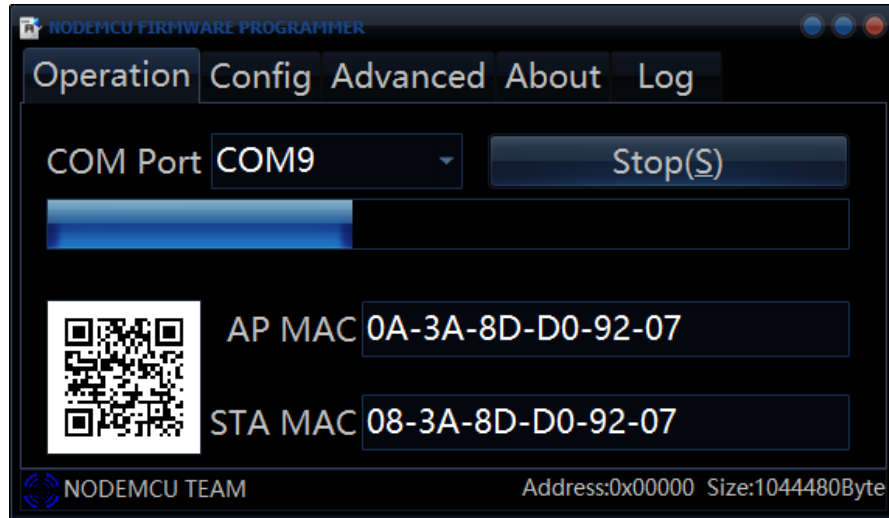 NODEMCU FIRMWARE PROGRAMMER
Operation Config Advanced About Log
COM Port COM9 Stop(S)
AP MAC 0A-3A-8D-D0-92-07
STA MAC 08-3A-8D-D0-92-07
NODEMCU TEAM Address:0x00000 Size:1044480Byte